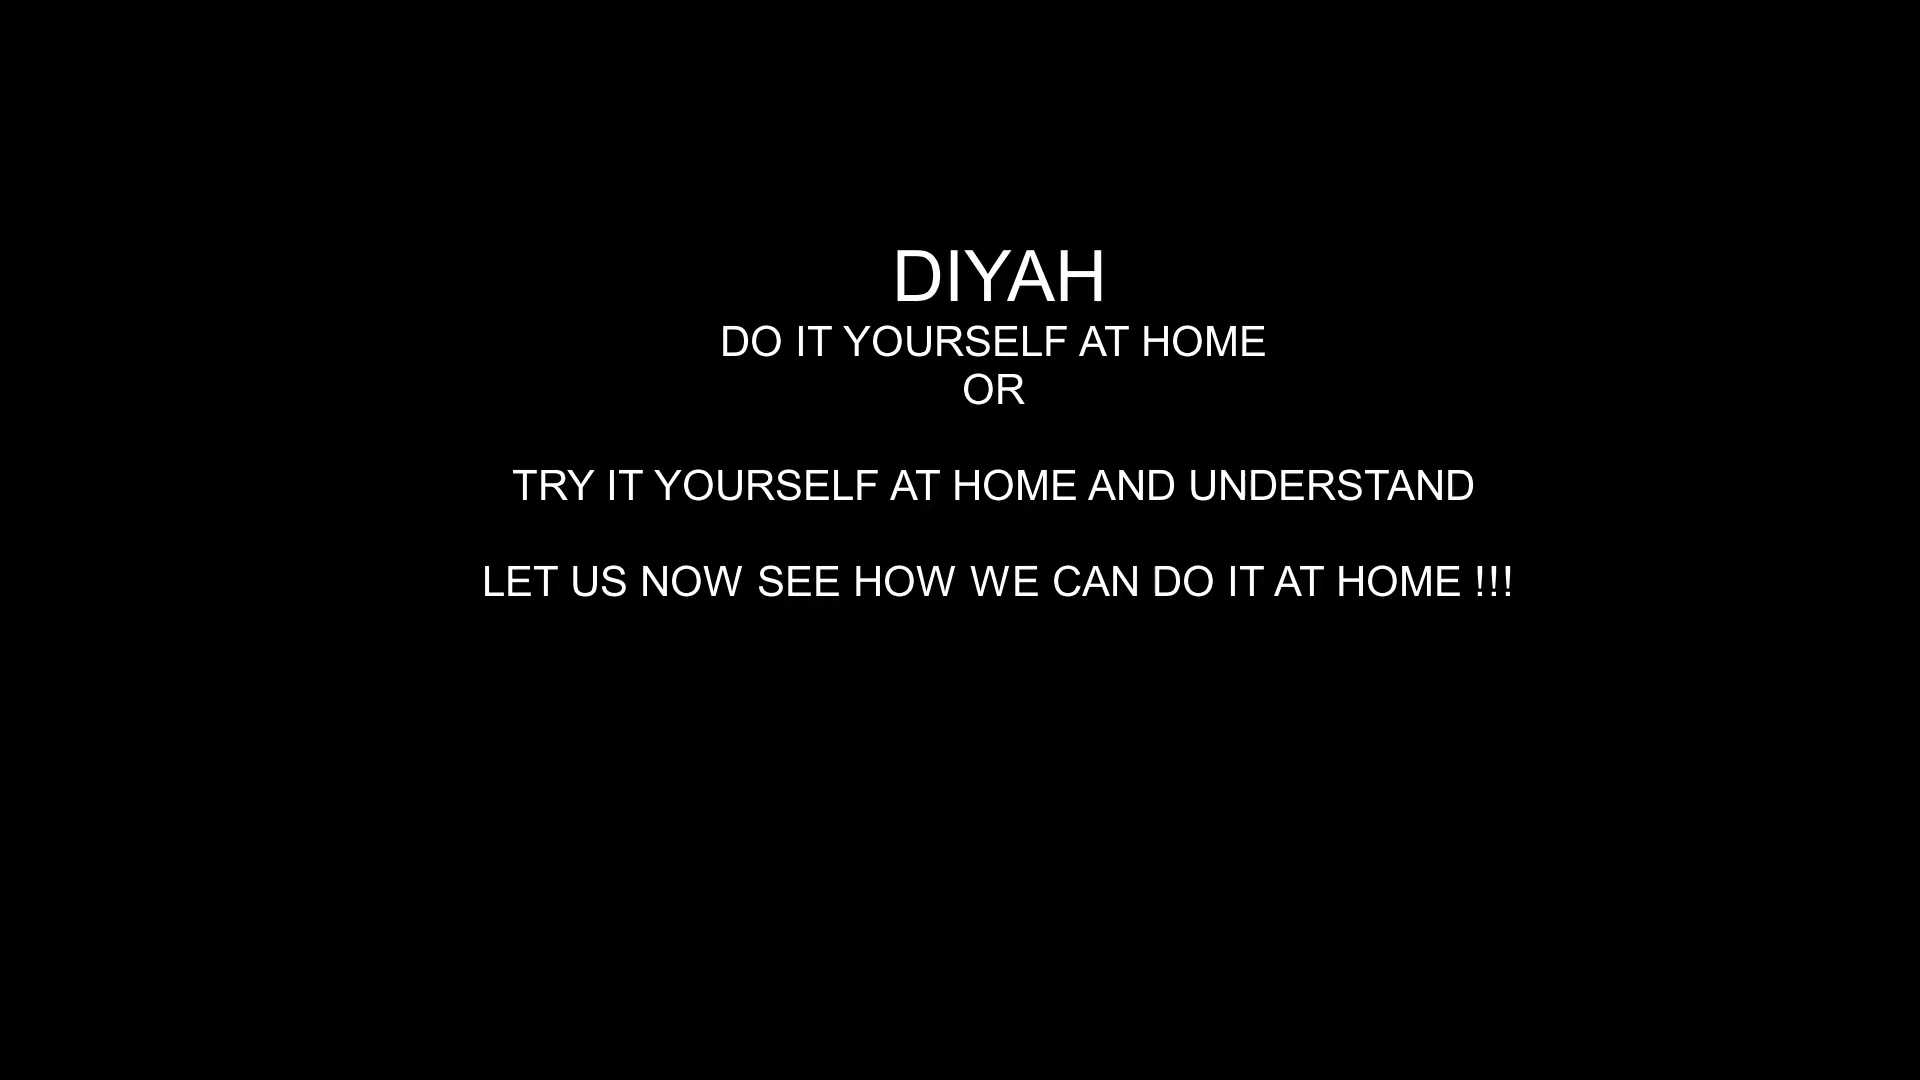 DIYAH
DO IT YOURSELF AT HOME
OR
TRY IT YOURSELF AT HOME AND UNDERSTAND
LET US NOW SEE HOW WE CAN DO IT AT HOME !!!